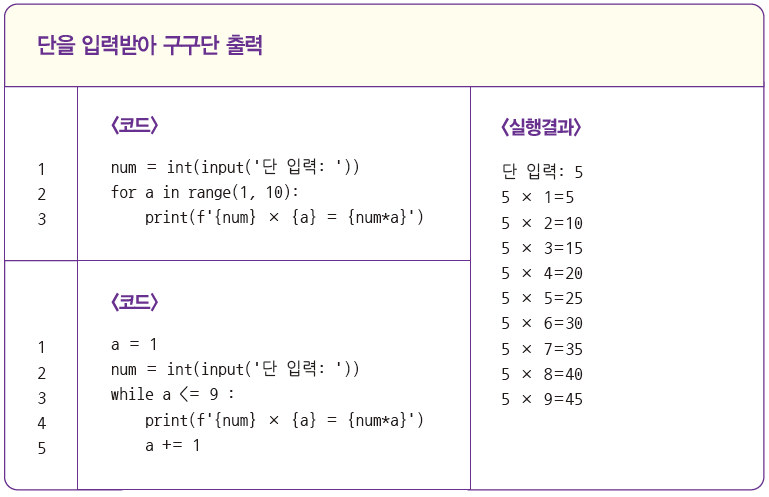 단을 입력받아 구구단 출력
<코드>
1 num = int(input('단 입력: '))
2 for a in range(1, 10):
3 print(f'{num} × {a} = {num*a}')
<코드>
1 a = 1
2 num = int(input('단 입력: '))
3 while a <= 9 :
4 print(f'{num} × {a} = {num*a}')
5 a += 1
<실행결과>
단 입력: 5
5 × 1=5
5 × 2=10
5 × 3=15
5 × 4=20
5 × 5=25
5 × 6=30
5 × 7=35
5 × 8=40
5 × 9=45